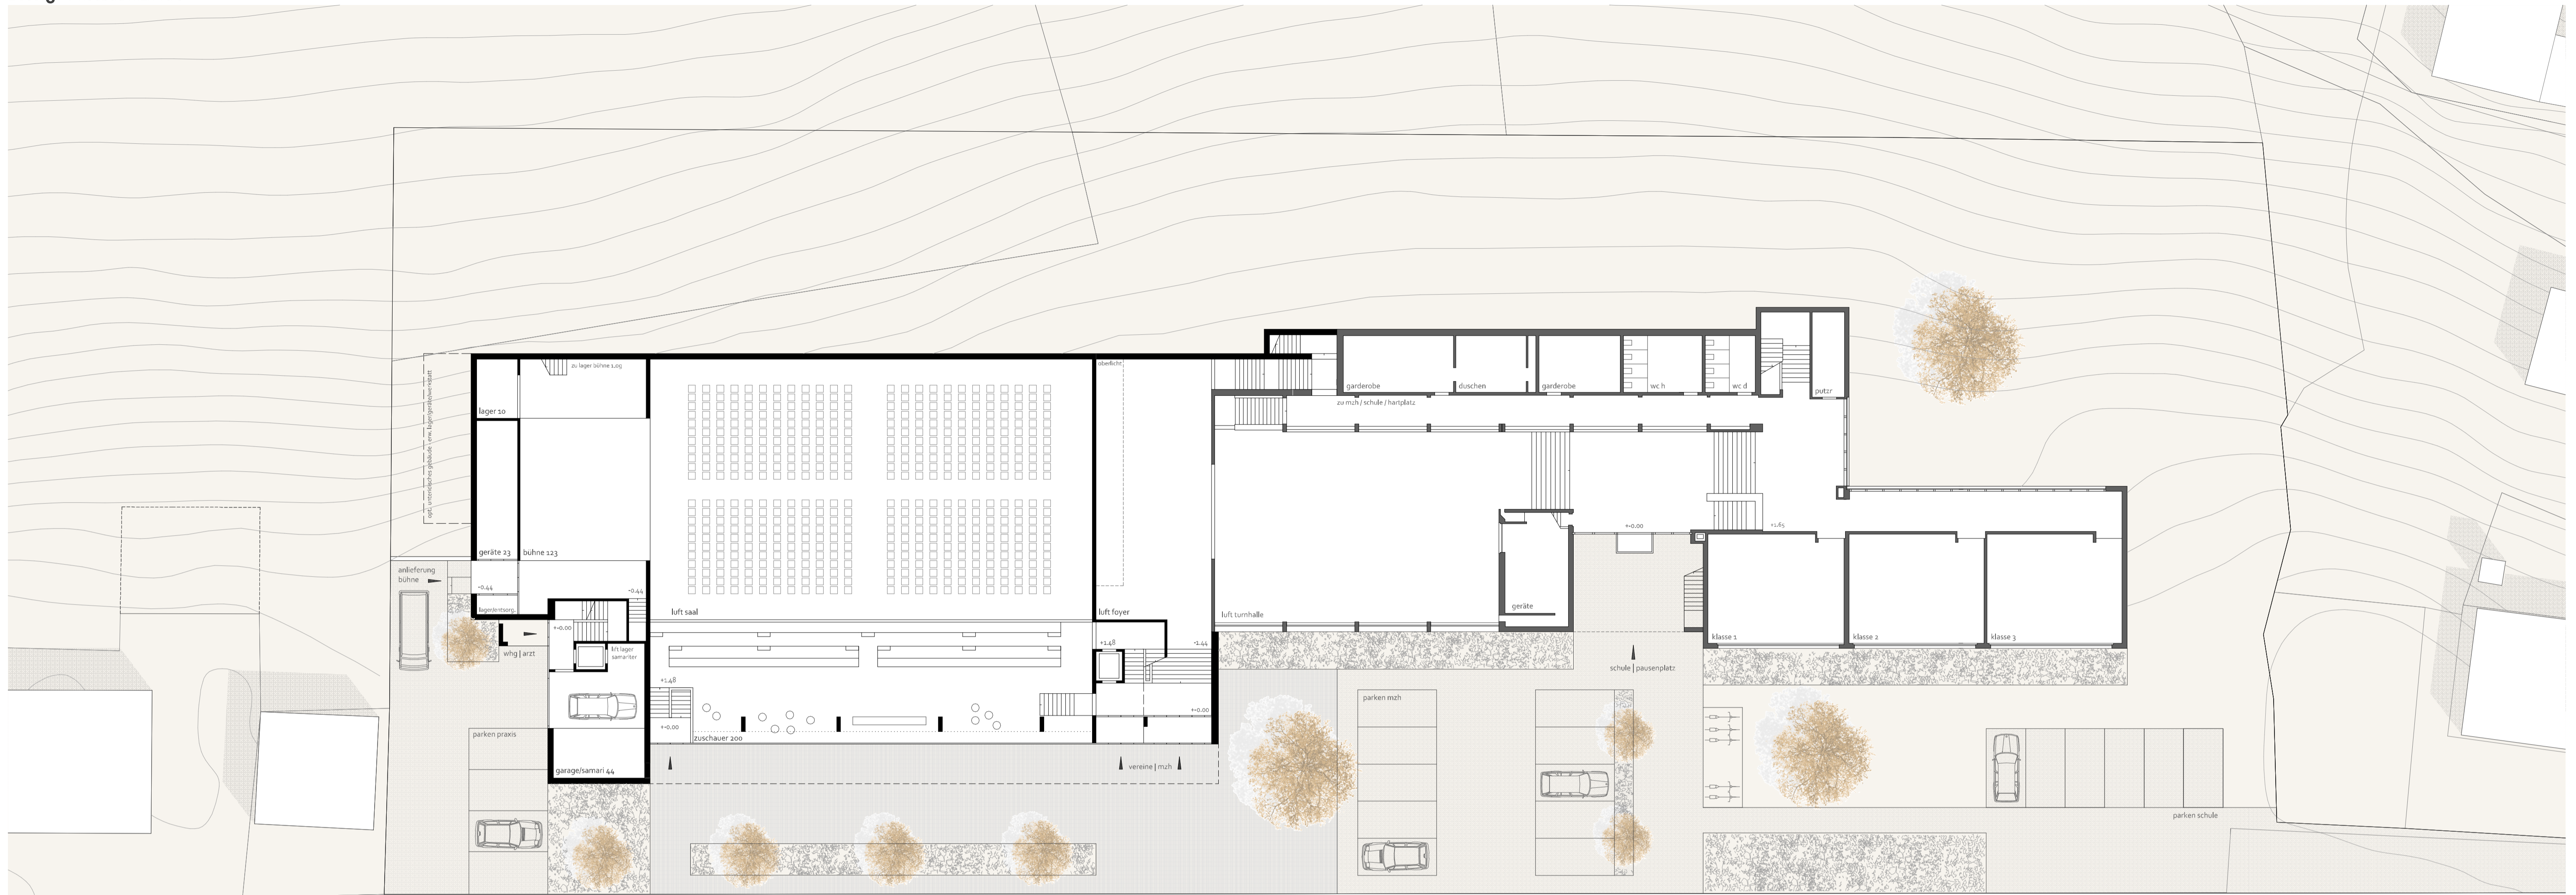 oberlicht
zu lager bühne 1.og
lager 10
garderobe
duschen
garderobe
wc h
wc d
putzr
zu mzh / schule / hartplatz
geräte 23
bühne 123
+0.00
+1.65
anlieferung
bühne
-0.44
-0.44
lager/entsorg.
luft saal
luft foyer
luft turnhalle
geräte
klasse 1
klasse 2
klasse 3
+0.00
whg | arzt
lift lager
samariter
+1.48
-1.44
schule | pausenplatz
+1.48
parken mzh
+0.00
+0.00
parken praxis
zuschauer 200
garage/samari 44
vereine | mzh
parken schule